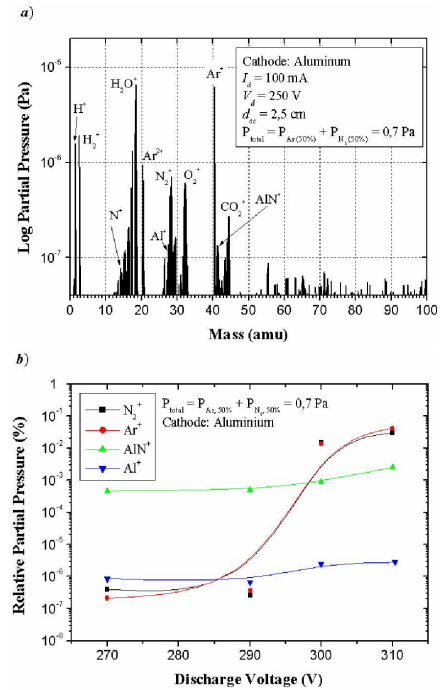 a)
Cathode: Aluminum
I_d = 100 mA
V_d = 250 V
d_ec = 2,5 cm
P_total = P_Ar(50%) + P_N₂(50%) = 0,7 Pa
H⁺
H₂⁺
H₂O⁺
Ar²⁺
N⁺
N₂⁺
Al⁺
O₂⁺
Ar⁺
AlN⁺
CO₂⁺
Log Partial Pressure (Pa)
10⁻⁵
10⁻⁶
10⁻⁷
0 10 20 30 40 50 60 70 80 90 100
Mass (amu)
b)
N₂⁺
Ar⁺
AlN⁺
Al⁺
P_total = P_Ar,50% + P_N₂,50% = 0,7 Pa
Cathode: Aluminium
Relative Partial Pressure (%)
1
10⁻¹
10⁻²
10⁻³
10⁻⁴
10⁻⁵
10⁻⁶
10⁻⁷
10⁻⁸
270 280 290 300 310
Discharge Voltage (V)